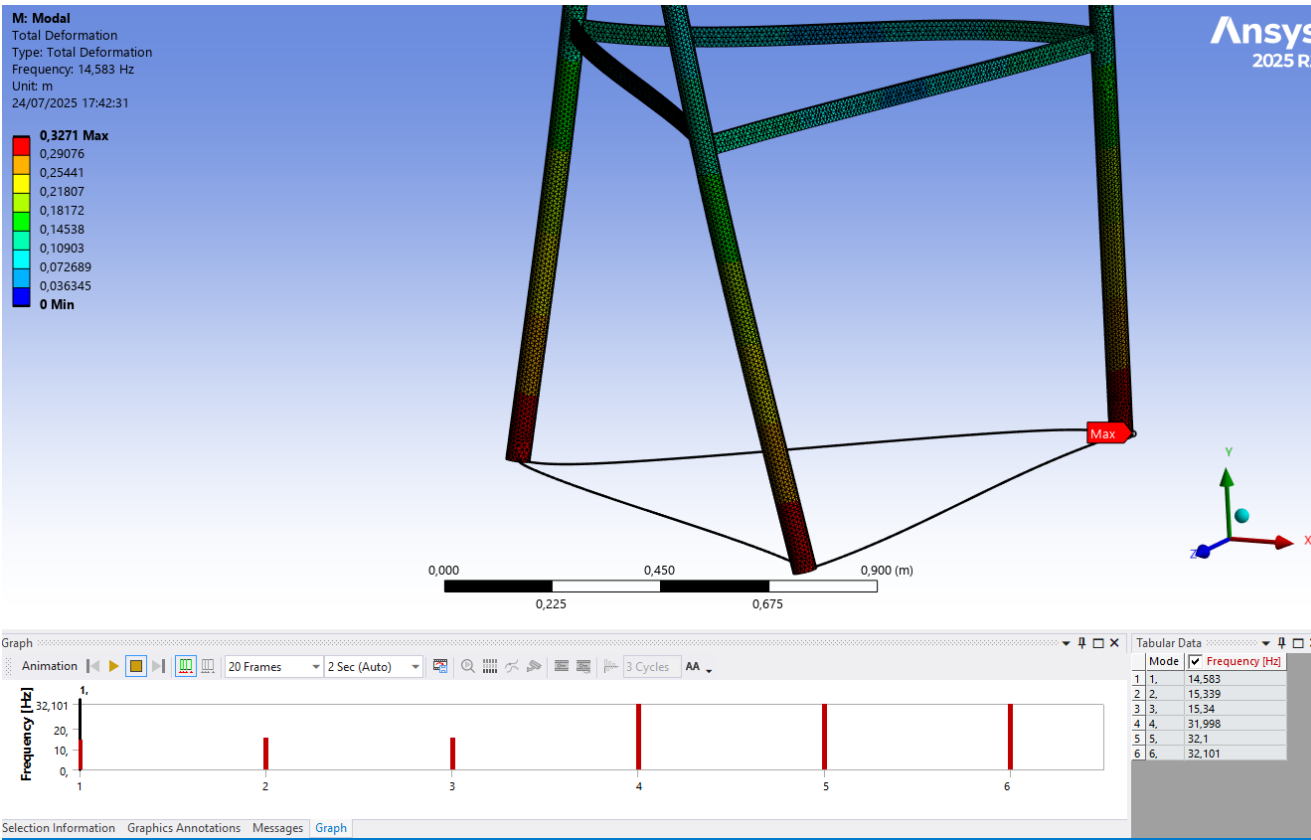 M: Modal
Total Deformation
Type: Total Deformation
Frequency: 14,583 Hz
Unit: m
24/07/2025 17:42:31
0,3271 Max
0,29076
0,25441
0,21807
0,18172
0,14538
0,10903
0,072689
0,036345
0 Min
Ansys
2025 R
Max
Y
X
Z
0,000 0,450 0,900 (m)
0,225 0,675
Graph
Animation 20 Frames 2 Sec (Auto) 3 Cycles AA
Frequency [Hz]
1,
32,101
20,
10,
0,
1 2 3 4 5 6
Tabular Data
Mode Frequency [Hz]
1 1, 14,583
2 2, 15,339
3 3, 15,34
4 4, 31,998
5 5, 32,1
6 6, 32,101
Selection Information Graphics Annotations Messages Graph